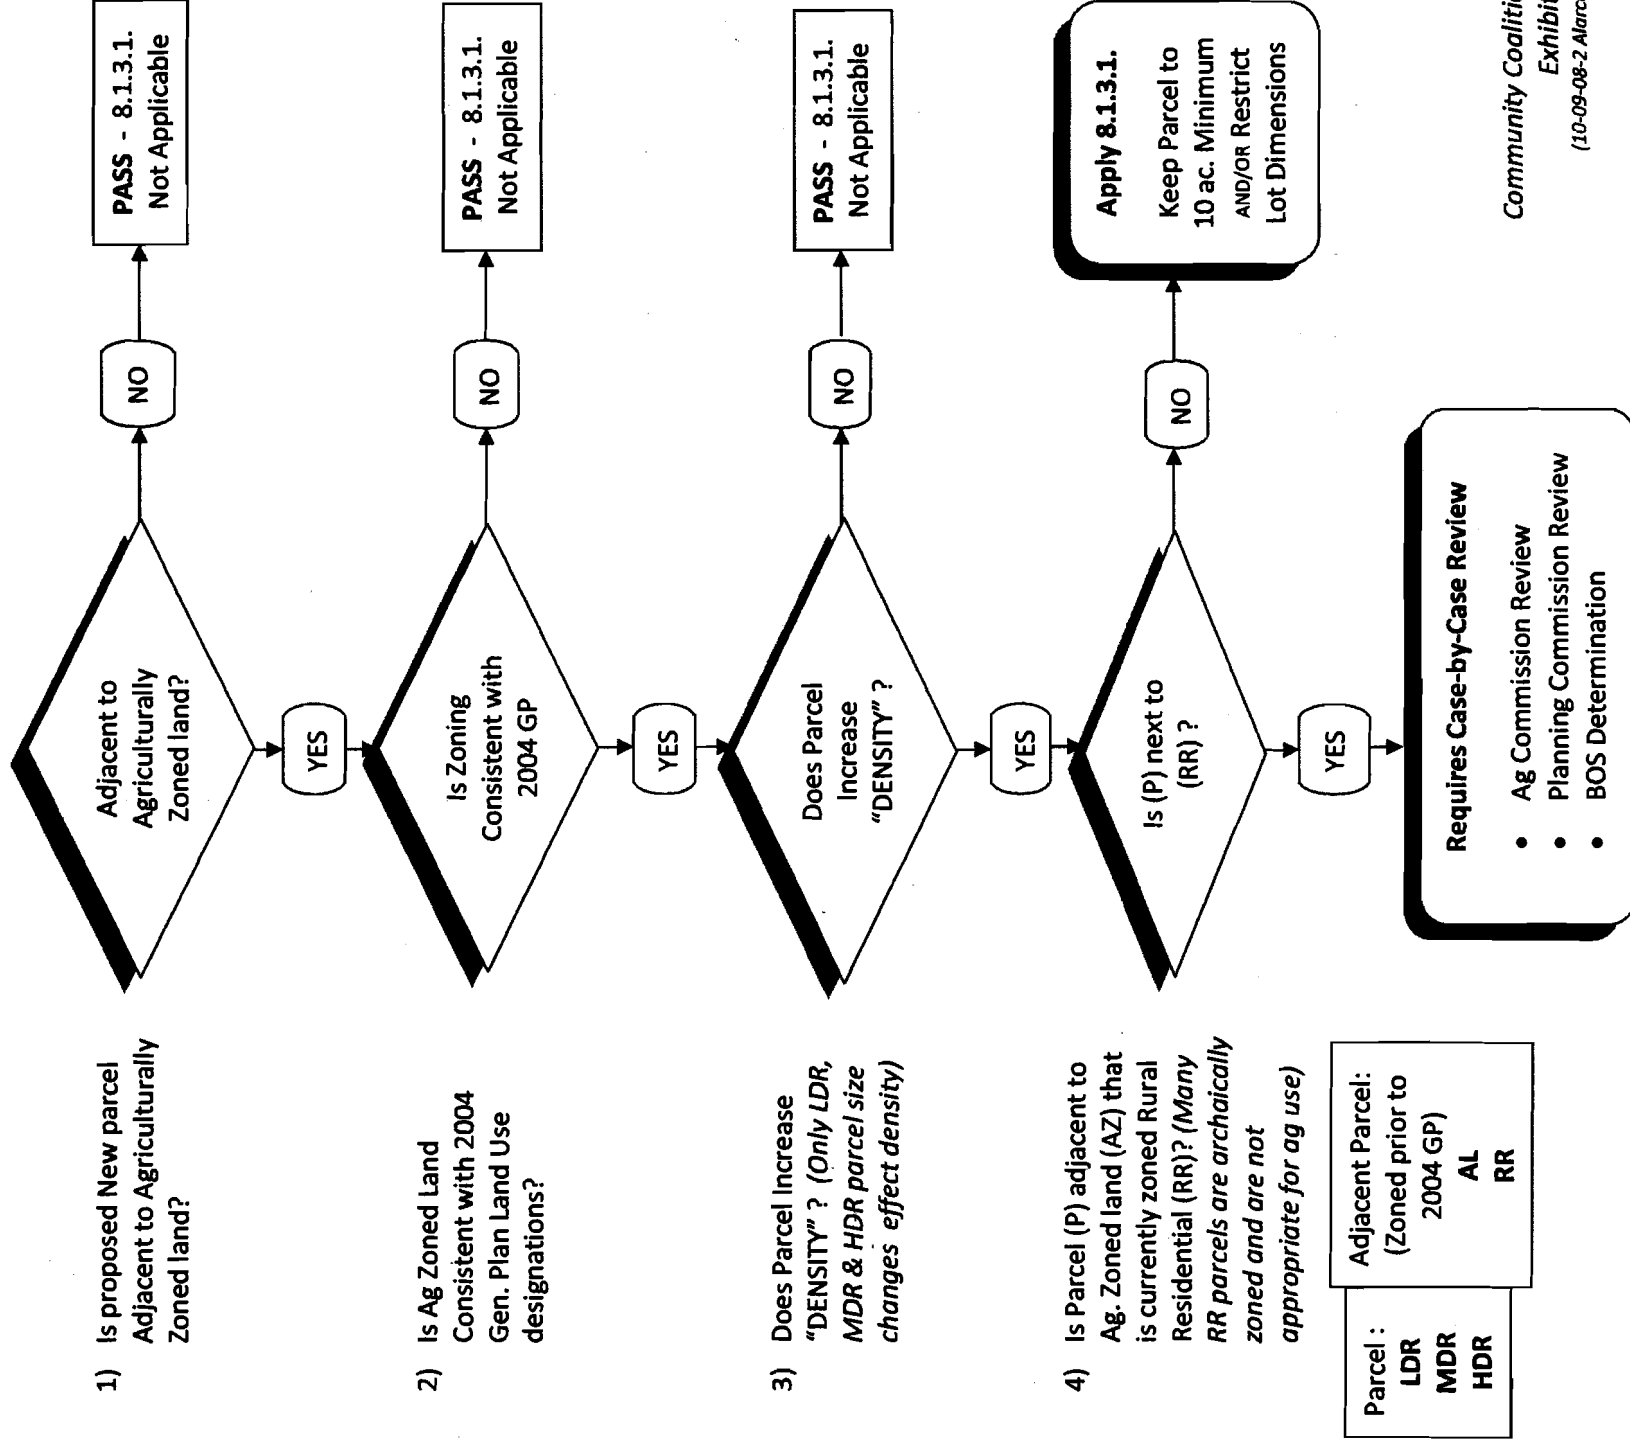 1) Is proposed New parcel
Adjacent to Agriculturally
Zoned land?
Adjacent to
Agriculturally
Zoned land?
NO
PASS - 8.1.3.1.
Not Applicable
YES
2) Is Ag Zoned Land
Consistent with 2004
Gen. Plan Land Use
designations?
Is Zoning
Consistent with
2004 GP
NO
PASS - 8.1.3.1.
Not Applicable
YES
3) Does Parcel Increase
"DENSITY" ? (Only LDR,
MDR & HDR parcel size
changes effect density)
Does Parcel
Increase
"DENSITY" ?
NO
PASS - 8.1.3.1.
Not Applicable
YES
4) Is Parcel (P) adjacent to
Ag. Zoned land (AZ) that
is currently zoned Rural
Residential (RR)? (Many
RR parcels are archaically
zoned and are not
appropriate for ag use)
Is (P) next to
(RR) ?
NO
Apply 8.1.3.1.
Keep Parcel to
10 ac. Minimum
AND/OR Restrict
Lot Dimensions
YES
Parcel :
LDR
MDR
HDR
Adjacent Parcel:
(Zoned prior to
2004 GP)
AL
RR
Requires Case-by-Case Review
• Ag Commission Review
• Planning Commission Review
• BOS Determination
Community
Exhibit
(10-09-08-2